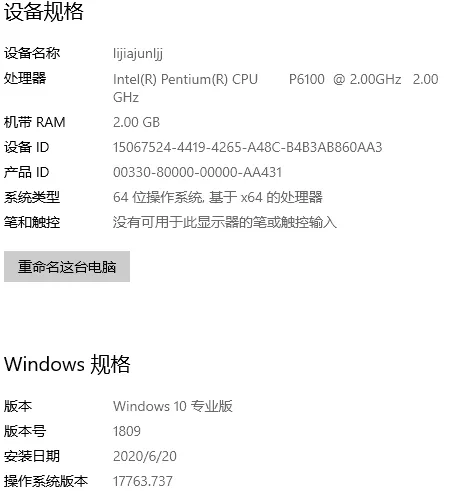 设备规格
设备名称 lijiajunljj
处理器 Intel(R) Pentium(R) CPU P6100 @ 2.00GHz 2.00
GHz
机带 RAM 2.00 GB
设备 ID 15067524-4419-4265-A48C-B4B3AB860AA3
产品 ID 00330-80000-00000-AA431
系统类型 64 位操作系统, 基于 x64 的处理器
笔和触控 没有可用于此显示器的笔或触控输入
重命名这台电脑
Windows 规格
版本 Windows 10 专业版
版本号 1809
安装日期 2020/6/20
操作系统版本 17763.737